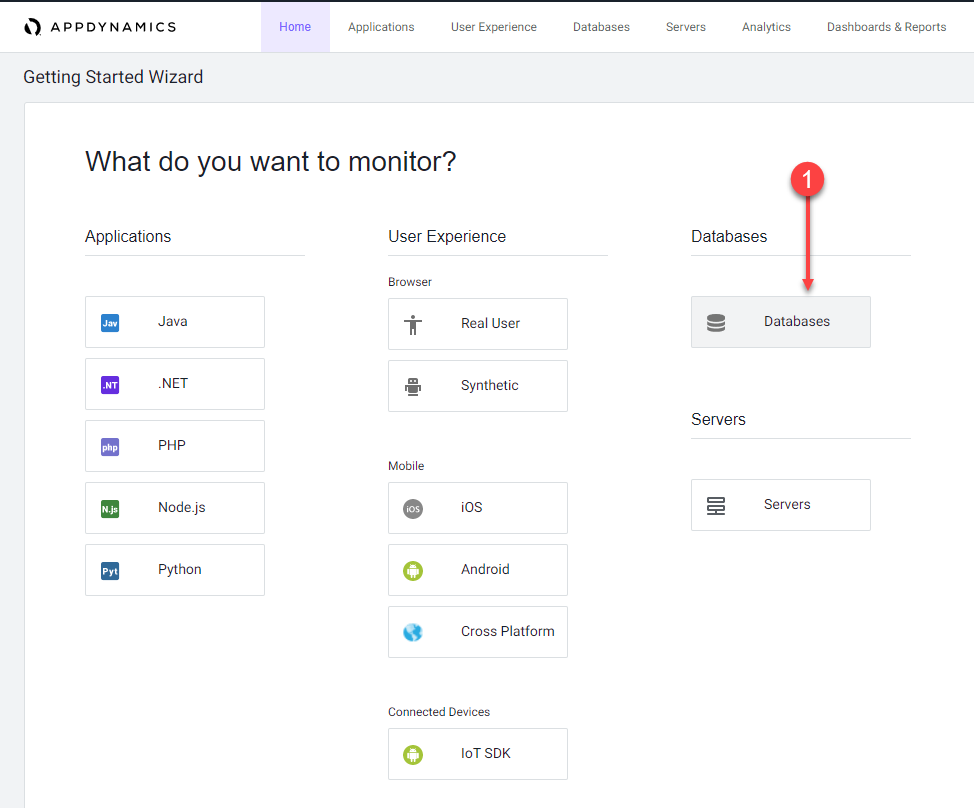 APPDYNAMICS
Home
Applications
User Experience
Databases
Servers
Analytics
Dashboards & Reports
Getting Started Wizard
What do you want to monitor?
1
Applications
Jav
Java
.NT
.NET
php
PHP
N.js
Node.js
Pyt
Python
User Experience
Browser
Real User
Synthetic
Mobile
iOS
iOS
Android
Cross Platform
Connected Devices
IoT SDK
Databases
Databases
Servers
Servers